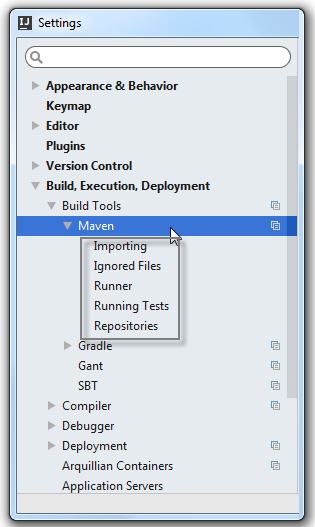 IJ Settings
Appearance & Behavior
Keymap
Editor
Plugins
Version Control
Build, Execution, Deployment
Build Tools
Maven
Importing
Ignored Files
Runner
Running Tests
Repositories
Gradle
Gant
SBT
Compiler
Debugger
Deployment
Arquillian Containers
Application Servers